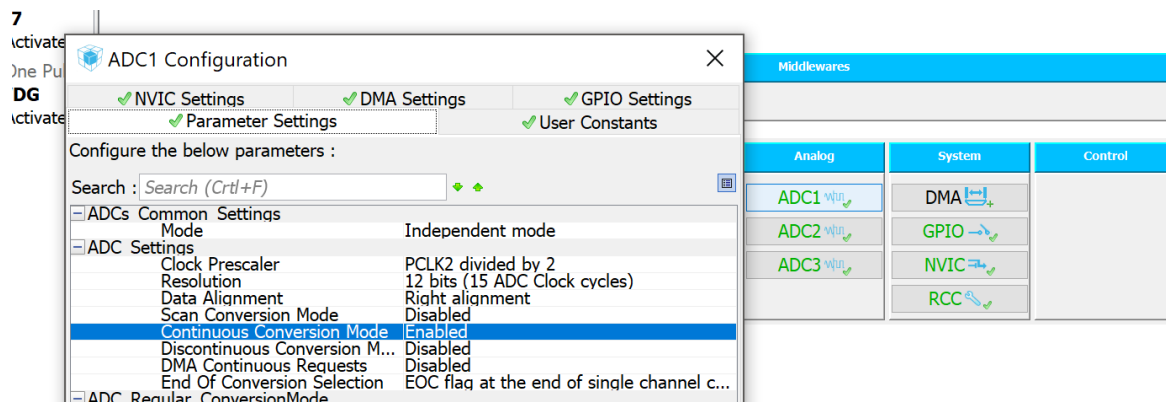 7
Activate
One Pu
DG
Activate
ADC1 Configuration
NVIC Settings
DMA Settings
GPIO Settings
Parameter Settings
User Constants
Configure the below parameters :
Search : Search (Crtl+F)
ADCs Common Settings
Mode Independent mode
ADC Settings
Clock Prescaler PCLK2 divided by 2
Resolution 12 bits (15 ADC Clock cycles)
Data Alignment Right alignment
Scan Conversion Mode Disabled
Continuous Conversion Mode Enabled
Discontinuous Conversion M... Disabled
DMA Continuous Requests Disabled
End Of Conversion Selection EOC flag at the end of single channel c...
ADC Regular ConversionMode
Middlewares
Analog
System
Control
ADC1
DMA
ADC2
GPIO
ADC3
NVIC
RCC